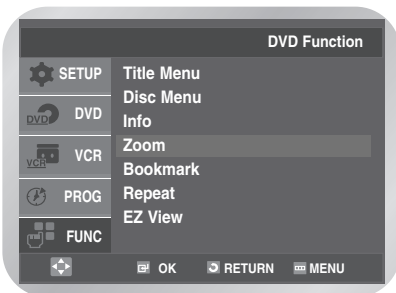 DVD Function
SETUP
DVD
DVD
VCR
VCR
PROG
FUNC
Title Menu
Disc Menu
Info
Zoom
Bookmark
Repeat
EZ View
OK RETURN MENU